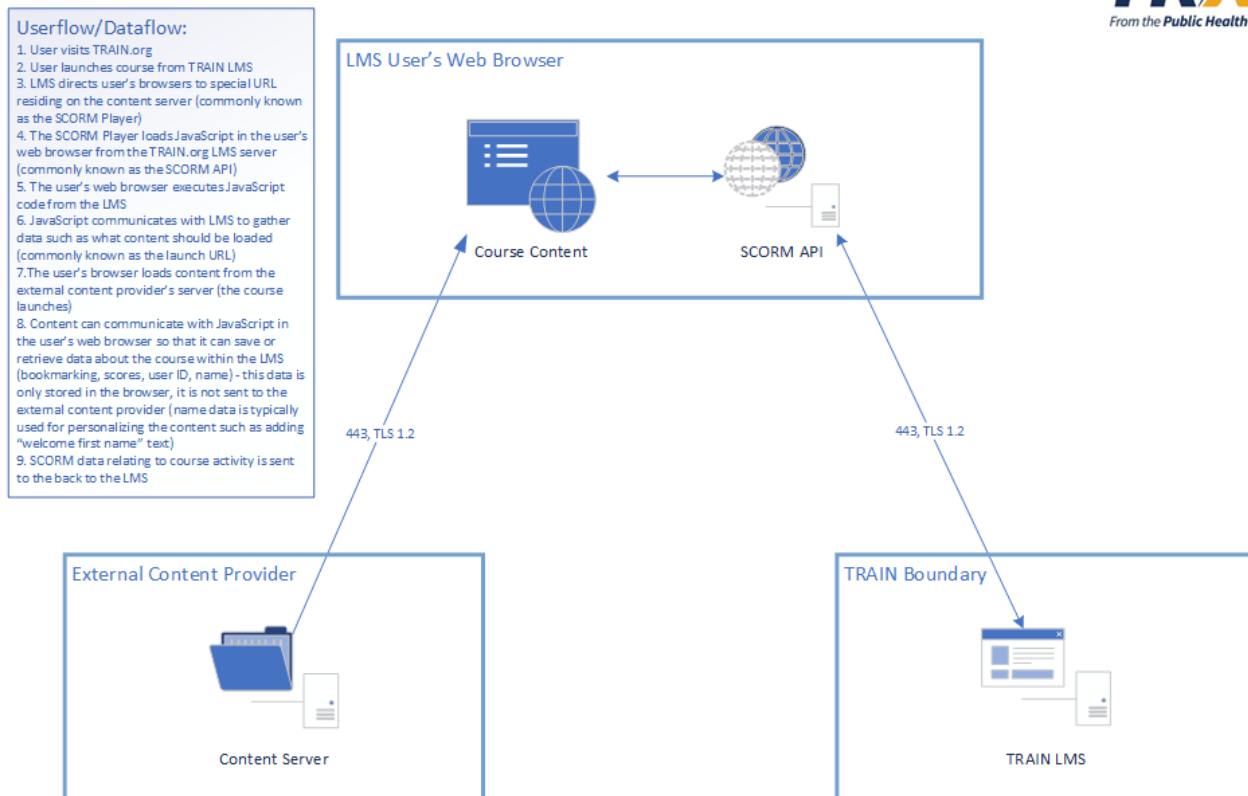 From the Public Health
Userflow/Dataflow:
1. User visits TRAIN.org
2. User launches course from TRAIN LMS
3. LMS directs user's browsers to special URL
residing on the content server (commonly known
as the SCORM Player)
4. The SCORM Player loads JavaScript in the user's
web browser from the TRAIN.org LMS server
(commonly known as the SCORM API)
5. The user's web browser executes JavaScript
code from the LMS
6. JavaScript communicates with LMS to gather
data such as what content should be loaded
(commonly known as the launch URL)
7.The user's browser loads content from the
external content provider's server (the course
launches)
8. Content can communicate with JavaScript in
the user's web browser so that it can save or
retrieve data about the course within the LMS
(bookmarking, scores, user ID, name) - this data is
only stored in the browser, it is not sent to the
external content provider (name data is typically
used for personalizing the content such as adding
"welcome first name" text)
9. SCORM data relating to course activity is sent
to the back to the LMS
LMS User's Web Browser
Course Content
SCORM API
443, TLS 1.2
443, TLS 1.2
External Content Provider
Content Server
TRAIN Boundary
TRAIN LMS